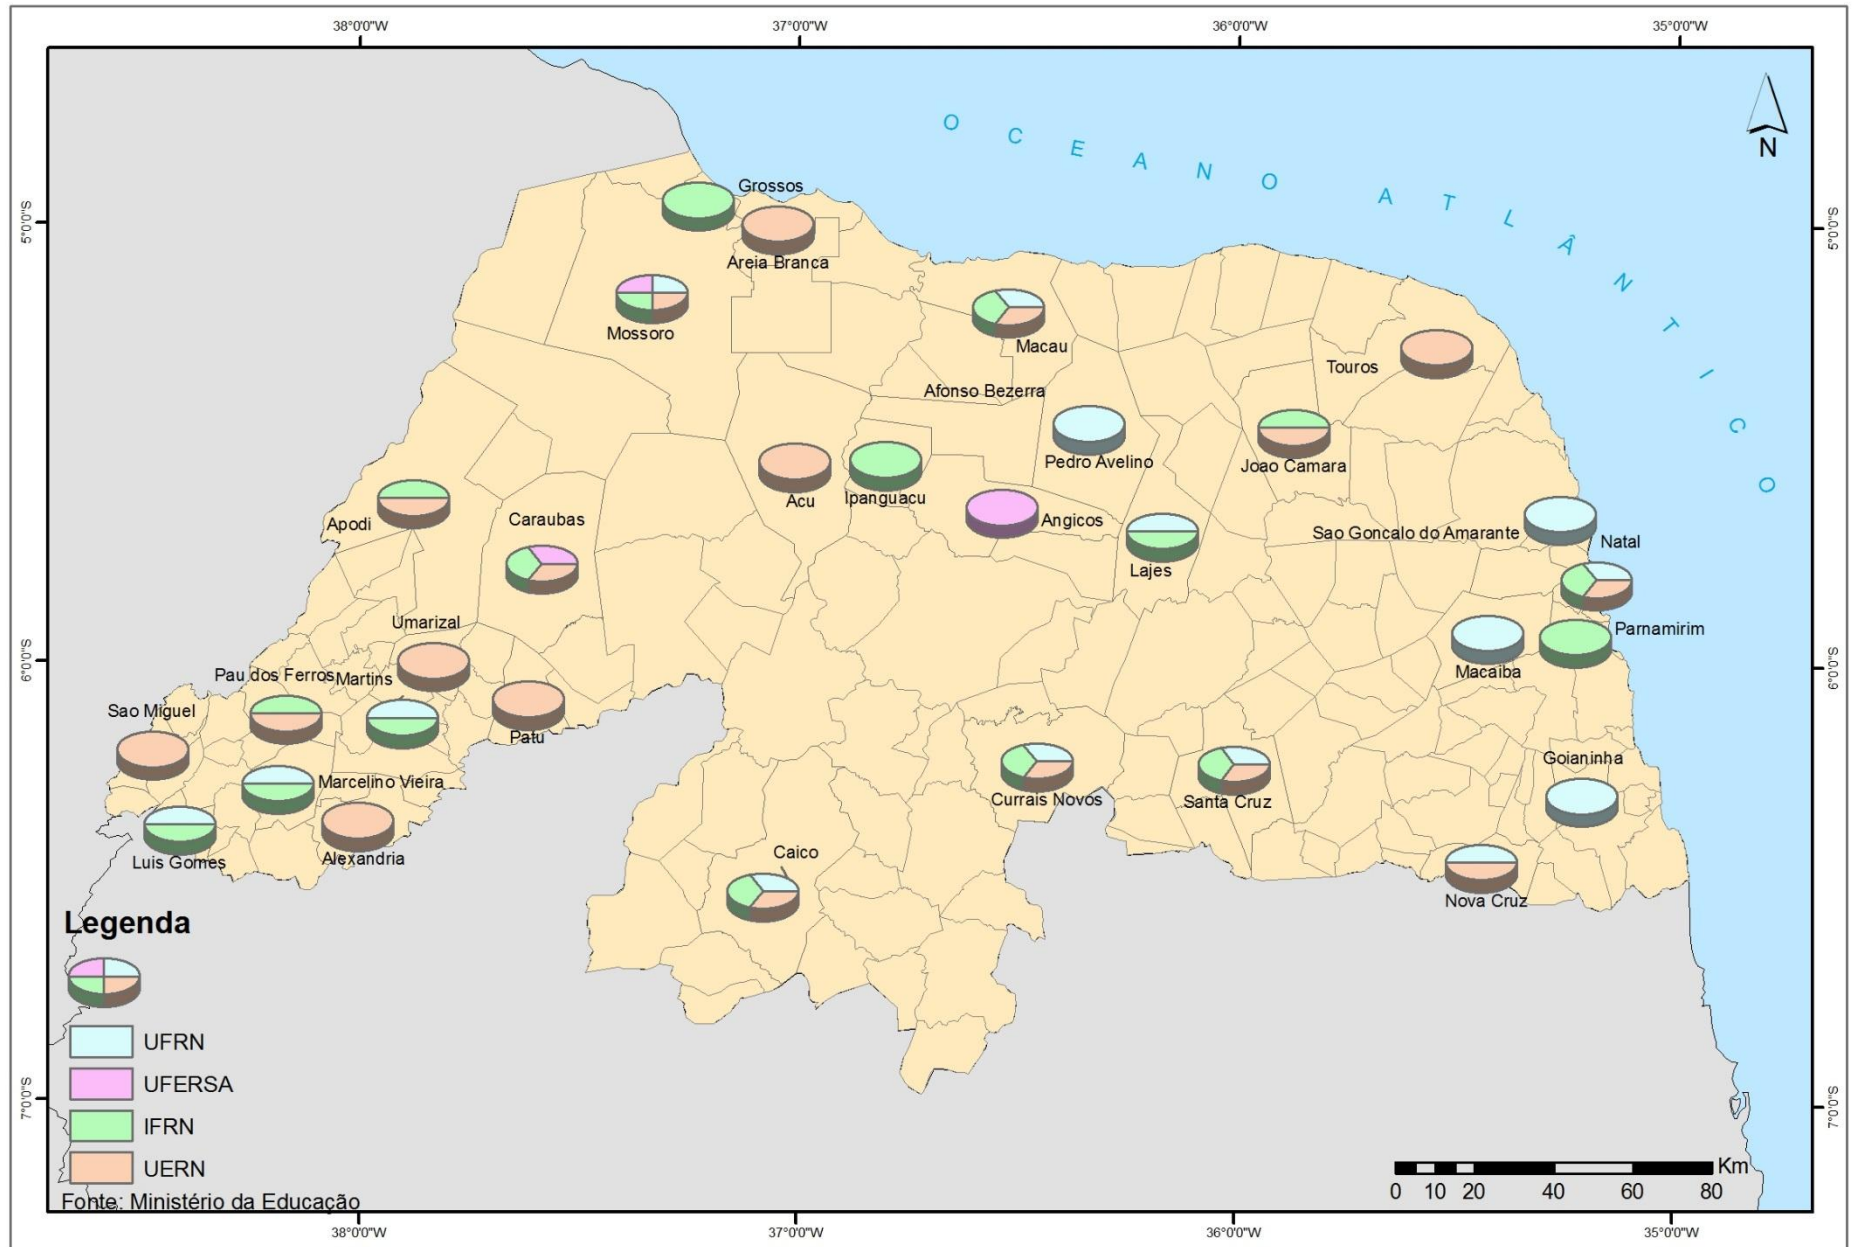 38°0'0"W
37°0'0"W
36°0'0"W
35°0'0"W
OCEANO ATLÂNTICO
N
5°0'0"S
5°0'0"S
Grossos
Areia Branca
Mossoro
Macau
Touros
Afonso Bezerra
Pedro Avelino
Joao Camara
Acu
Ipanguacu
Angicos
Apodi
Caraubas
Sao Goncalo do Amarante
Natal
Lajes
Umarizal
Parnamirim
6°0'0"S
6°0'0"S
Pau dos Ferros
Martins
Macaiba
Sao Miguel
Patu
Goianinha
Marcelino Vieira
Currais Novos
Santa Cruz
Luis Gomes
Alexandria
Caico
Nova Cruz
Legenda
UFRN
UFERSA
IFRN
UERN
7°0'0"S
7°0'0"S
Km
0 10 20 40 60 80
Fonte: Ministério da Educação
38°0'0"W
37°0'0"W
36°0'0"W
35°0'0"W